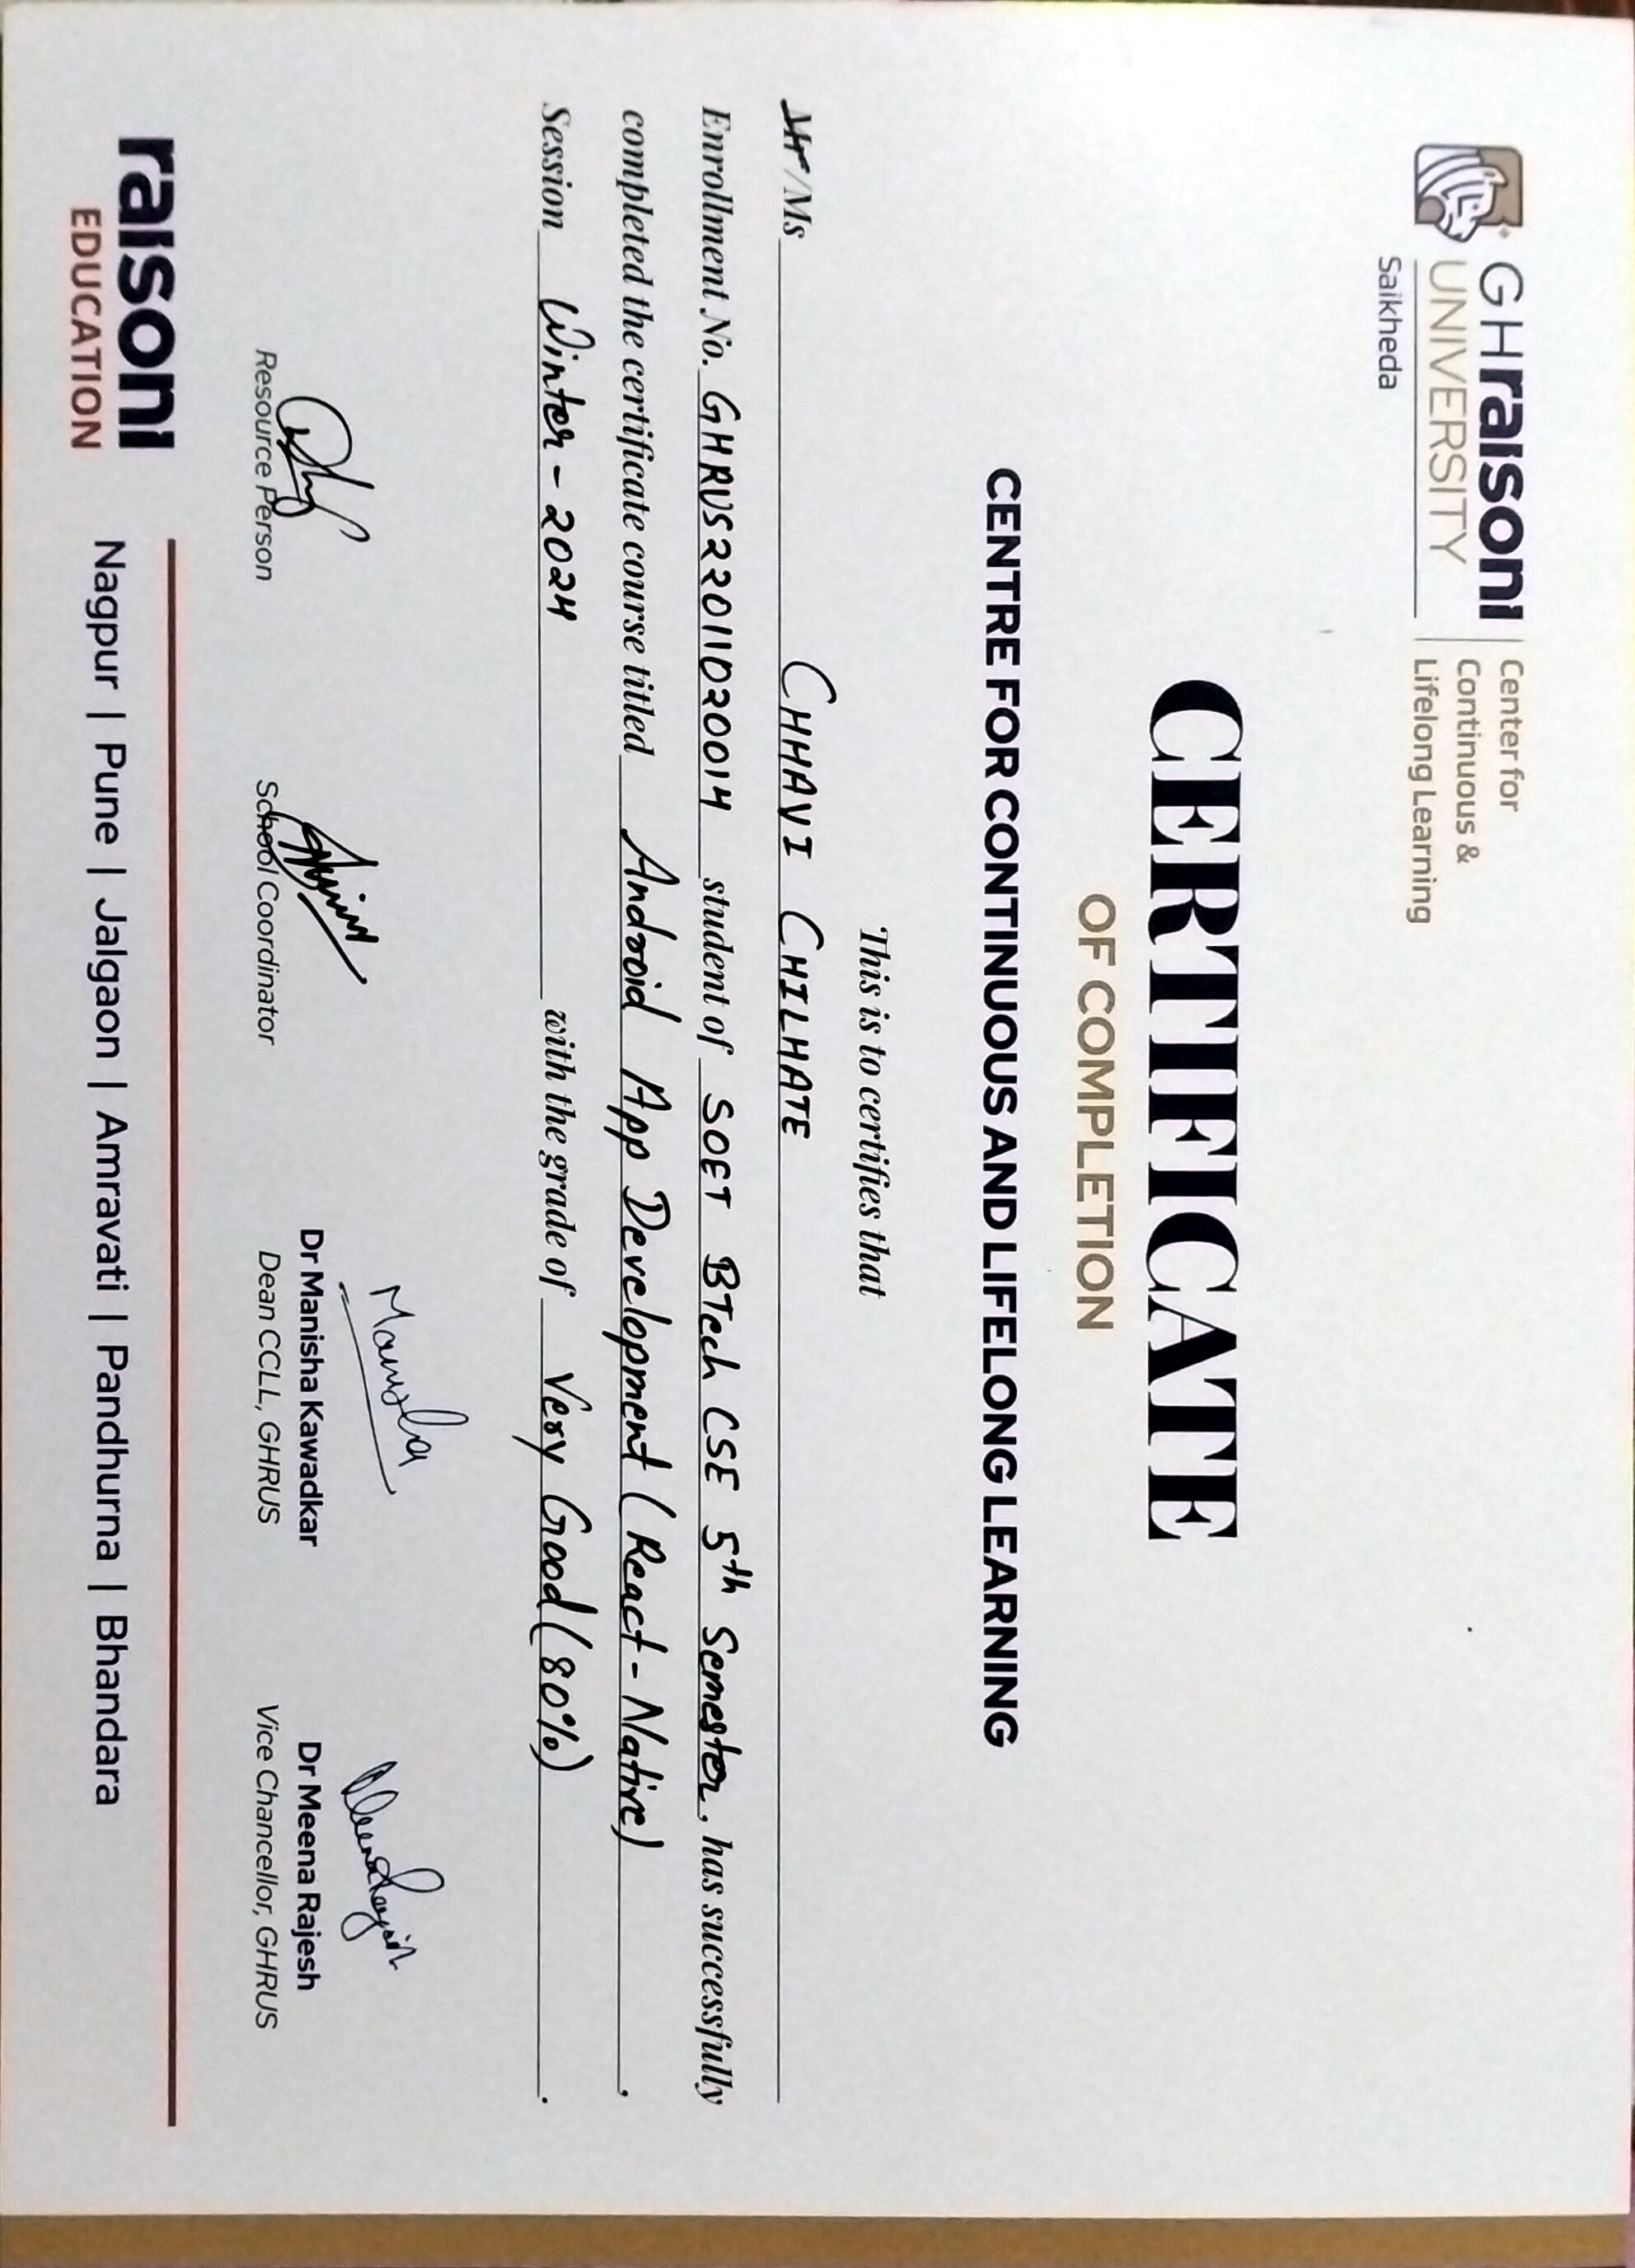 GHraisoni
UNIVERSITY
Saikheda
Center for
Continuous &
Lifelong Learning
CERTIFICATE
OF COMPLETION
CENTRE FOR CONTINUOUS AND LIFELONG LEARNING
This is to certifies that
Mr/Ms CHHAVI CHILHATE
Enrollment No. GHRUS22011020014 student of SOET BTech CSE 5th Semester, has successfully
completed the certificate course titled Android App Development (React-Native),
Session Winter-2024 with the grade of Very Good (80%).
Manisha
Resource Person
School Coordinator
Dr Manisha Kawadkar
Dean CCLL, GHRUS
Dr Meena Rajesh
Vice Chancellor, GHRUS
raisoni
EDUCATION
Nagpur | Pune | Jalgaon | Amravati | Pandhurna | Bhandara